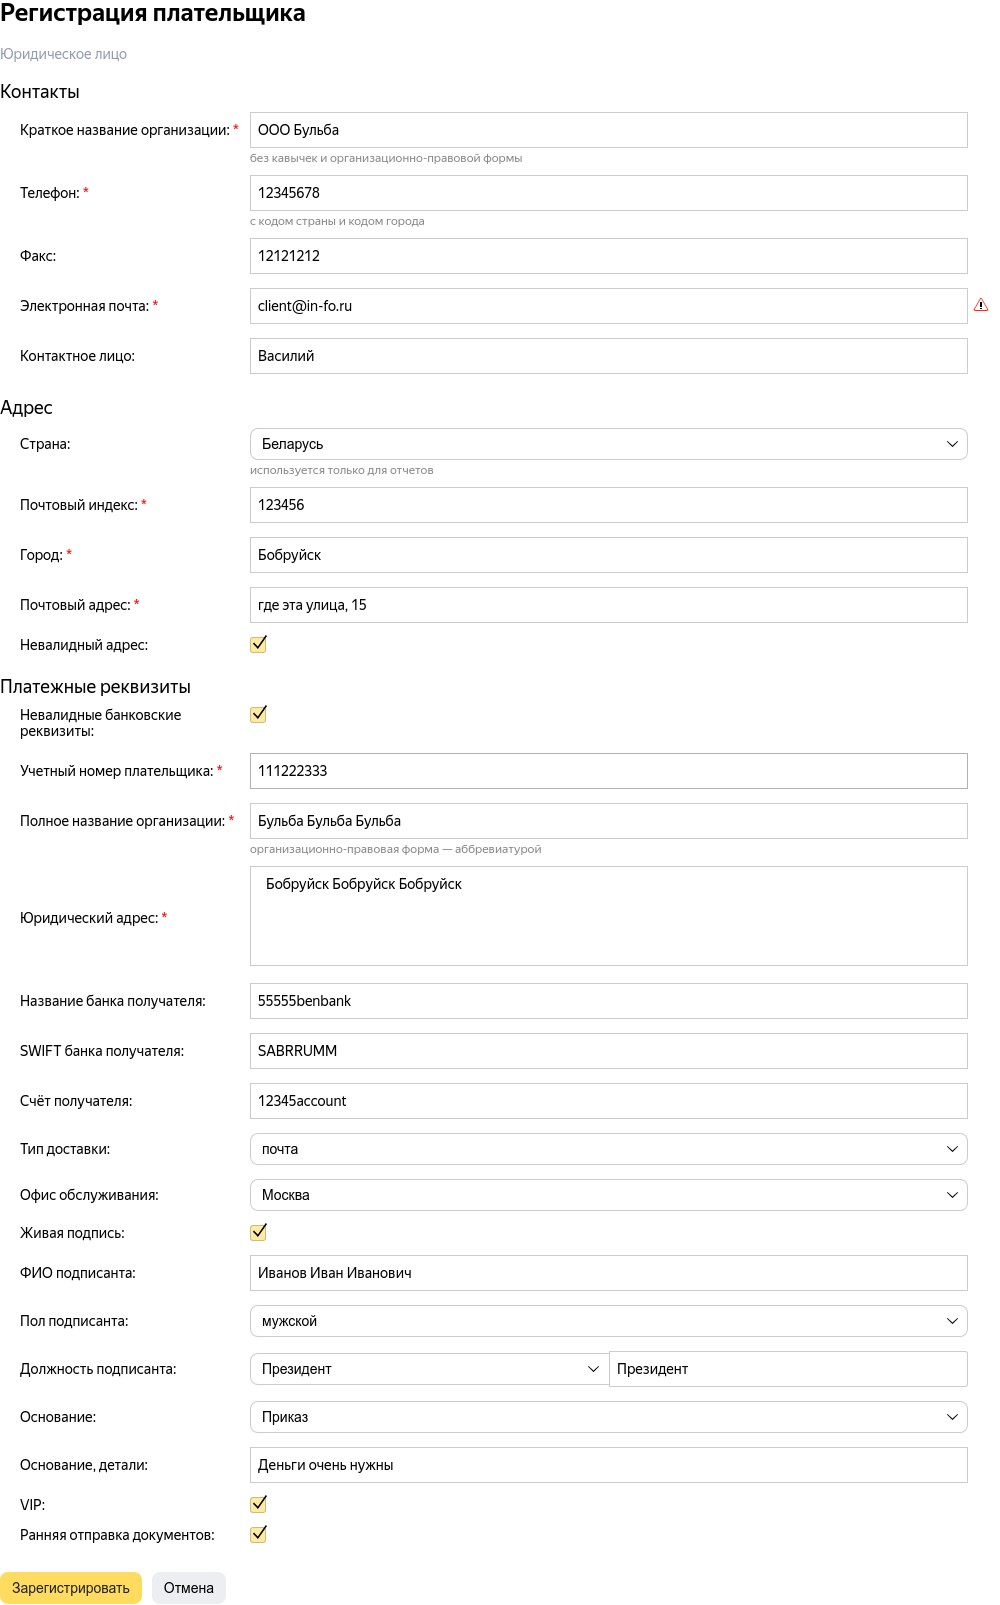 Регистрация плательщика
Юридическое лицо
Контакты
Краткое название организации: * ООО Бульба
без кавычек и организационно-правовой формы
Телефон: * 12345678
с кодом страны и кодом города
Факс: 12121212
Электронная почта: * client@in-fo.ru
Контактное лицо: Василий
Адрес
Страна: Беларусь
используется только для отчетов
Почтовый индекс: * 123456
Город: * Бобруйск
Почтовый адрес: * где эта улица, 15
Невалидный адрес:
Платежные реквизиты
Невалидные банковские
реквизиты:
Учетный номер плательщика: * 111222333
Полное название организации: * Бульба Бульба Бульба
организационно-правовая форма — аббревиатурой
Юридический адрес: * Бобруйск Бобруйск Бобруйск
Название банка получателя: 55555benbank
SWIFT банка получателя: SABRRUMM
Счёт получателя: 12345account
Тип доставки: почта
Офис обслуживания: Москва
Живая подпись:
ФИО подписанта: Иванов Иван Иванович
Пол подписанта: мужской
Должность подписанта: Президент Президент
Основание: Приказ
Основание, детали: Деньги очень нужны
VIP:
Ранняя отправка документов:
Зарегистрировать Отмена